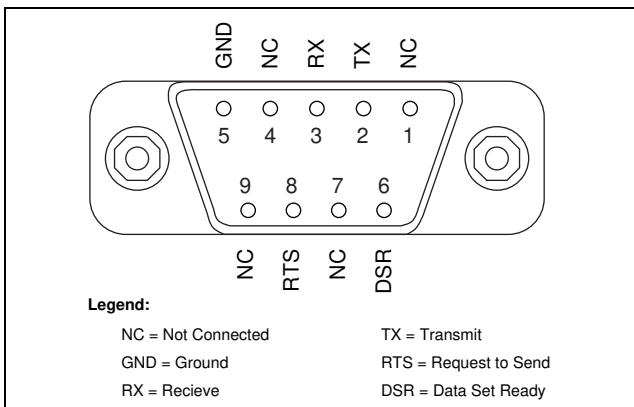 GND NC RX TX NC
5 4 3 2 1
9 8 7 6
NC RTS NC DSR
Legend:
NC = Not Connected
TX = Transmit
GND = Ground
RTS = Request to Send
RX = Recieve
DSR = Data Set Ready